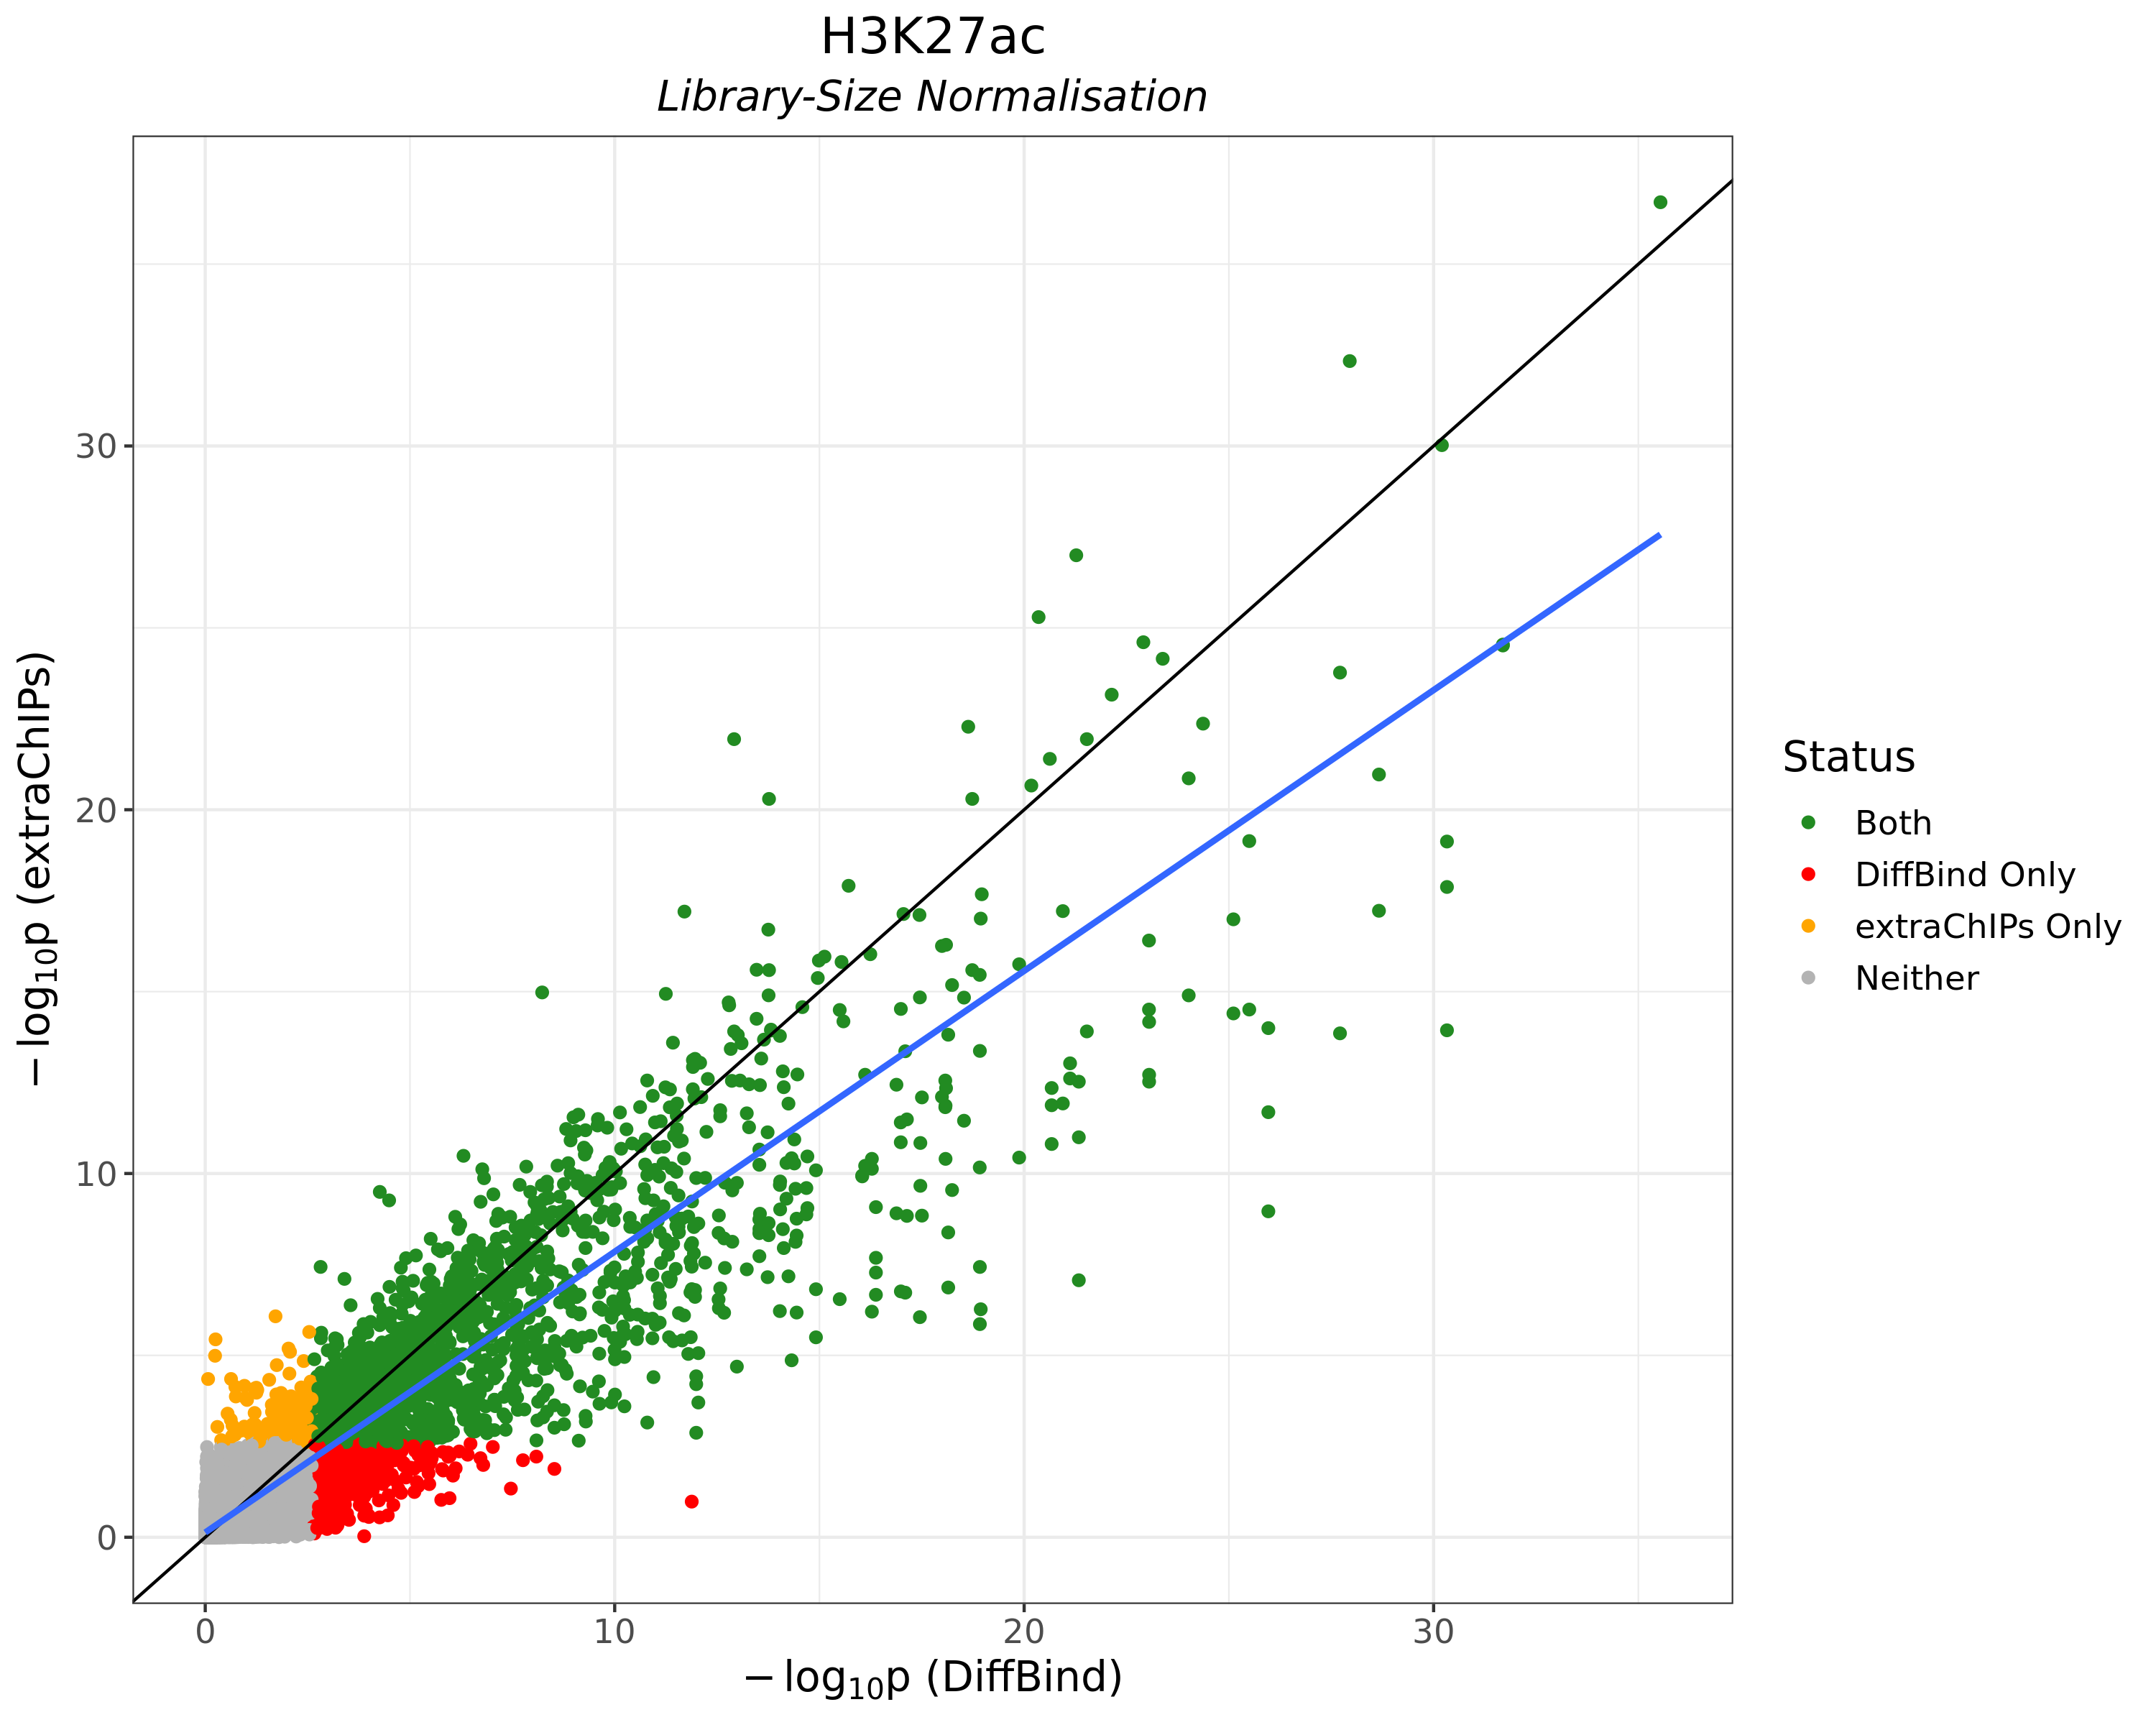 H3K27ac
Library-Size Normalisation
−log₁₀p (extraChIPs)
30
20
10
0
0 10 20 30
−log₁₀p (DiffBind)
Status
Both
DiffBind Only
extraChIPs Only
Neither